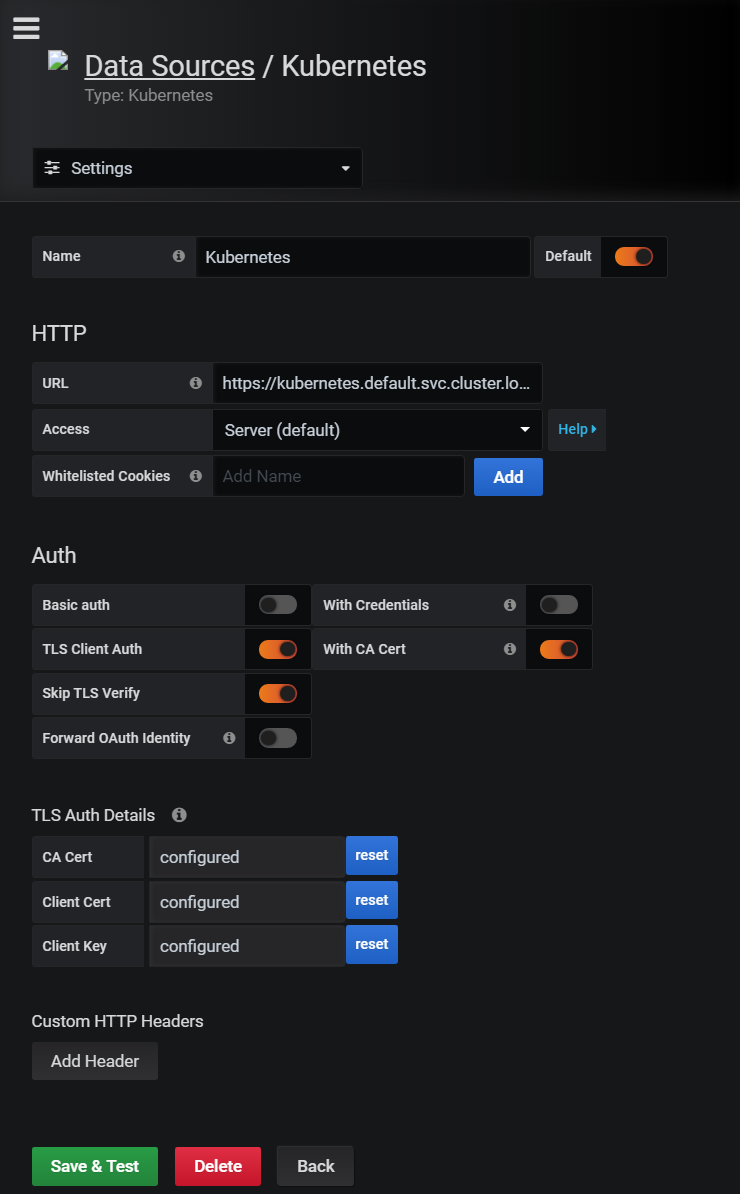 Data Sources / Kubernetes
Type: Kubernetes
Settings
Name Kubernetes Default
HTTP
URL https://kubernetes.default.svc.cluster.lo...
Access Server (default) Help
Whitelisted Cookies Add Name Add
Auth
Basic auth With Credentials
TLS Client Auth With CA Cert
Skip TLS Verify
Forward OAuth Identity
TLS Auth Details
CA Cert configured reset
Client Cert configured reset
Client Key configured reset
Custom HTTP Headers
Add Header
Save & Test Delete Back